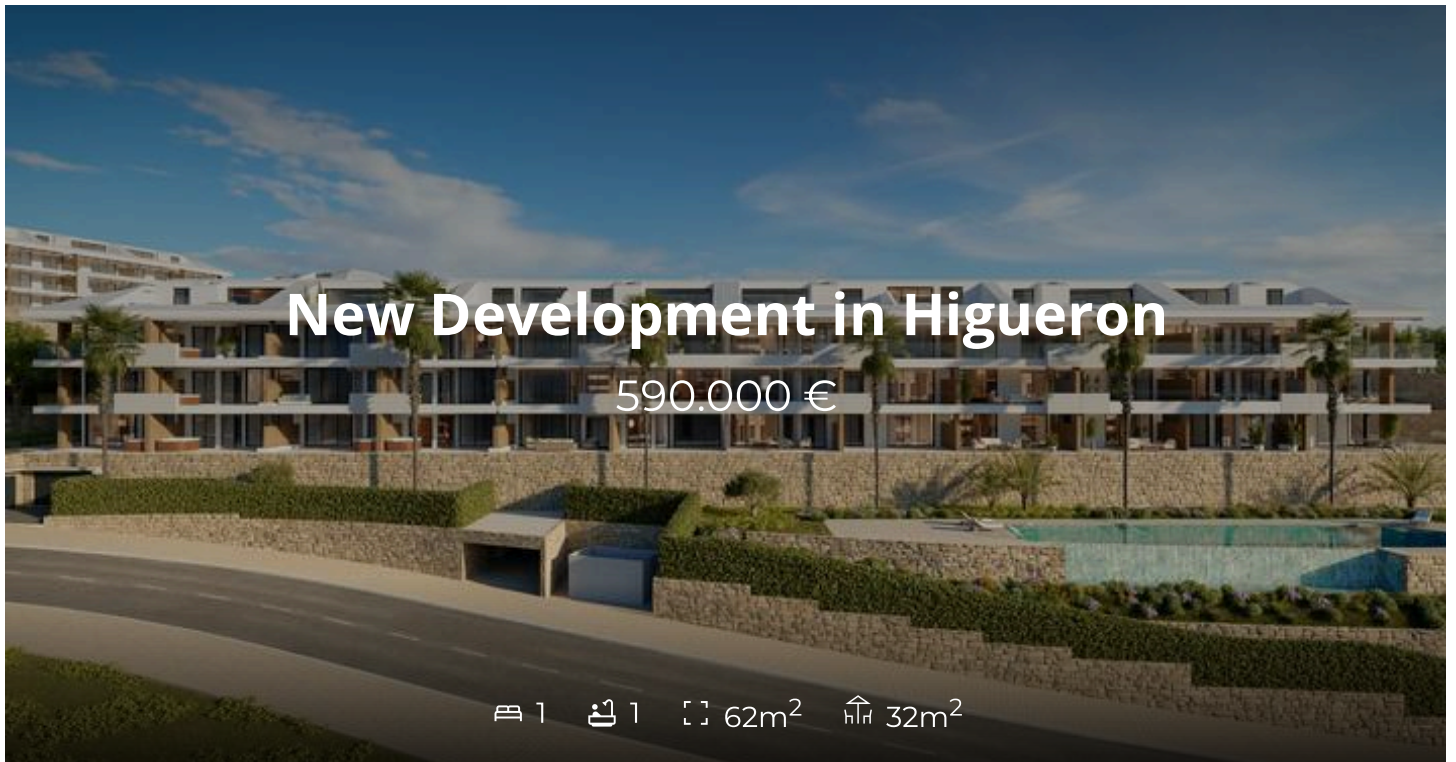 New Development in Higueron
590.000 €
1 1 62m² 32m²